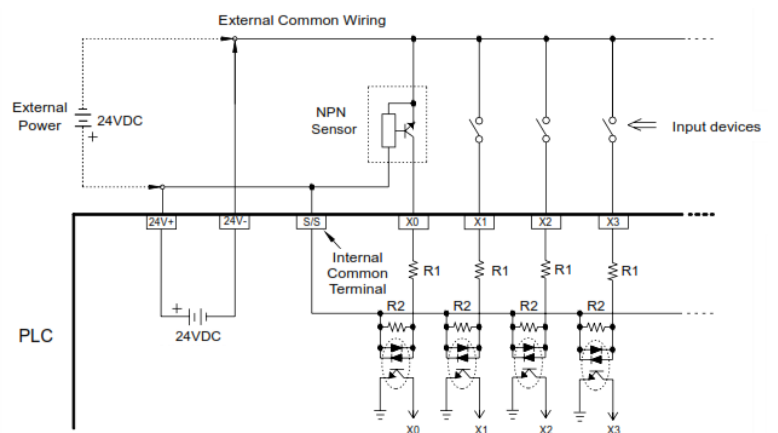 External Common Wiring
External
Power
24VDC
+
NPN
Sensor
Input devices
24V+
24V-
S/S
X0
X1
X2
X3
Internal
Common
Terminal
R1
R1
R1
R1
+
24VDC
R2
R2
R2
R2
PLC
X0
X1
X2
X3